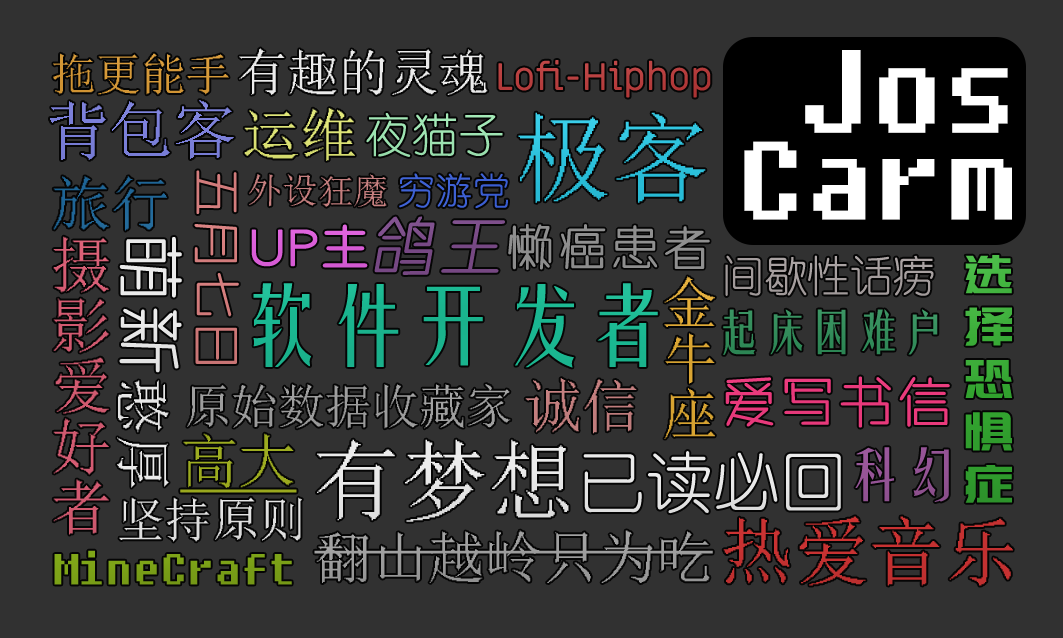 拖更能手
有趣的灵魂
Lofi-Hiphop
Jos
Carm
背包客
运维
夜猫子
极客
旅行
五月七日
外设狂魔
穷游党
UP主
鸽王
懒癌患者
摄影爱好者
萌新
软件开发者
金牛座
间歇性话痨
选择恐惧症
起床困难户
憨厚
原始数据收藏家
诚信
爱写书信
高大
有梦想
已读必回
科幻
坚持原则
MineCraft
翻山越岭只为吃
热爱音乐